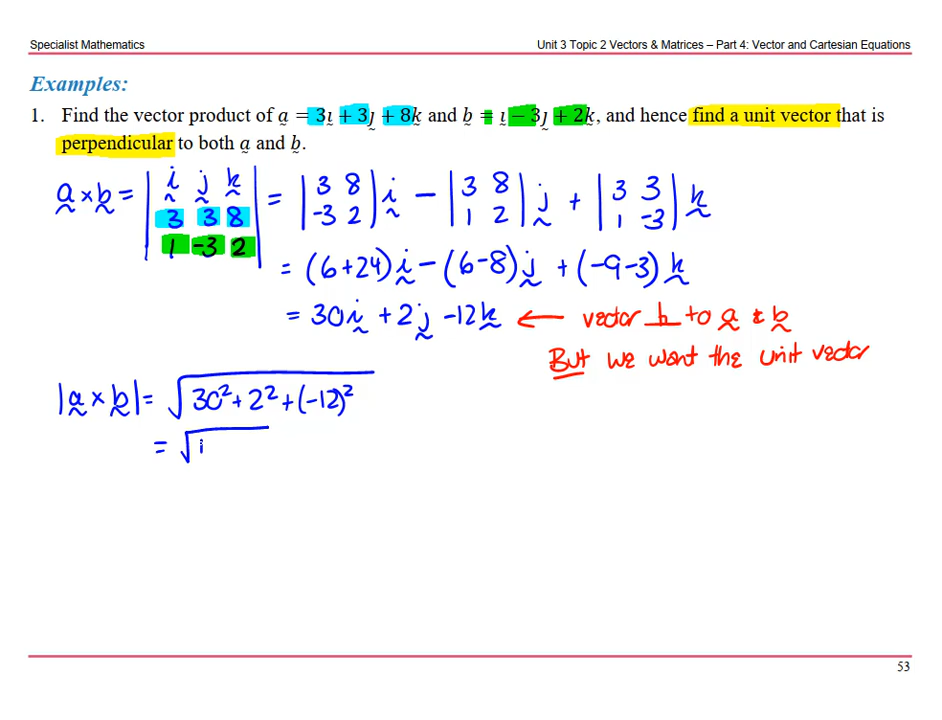 Specialist Mathematics Unit 3 Topic 2 Vectors & Matrices – Part 4: Vector and Cartesian Equations
Examples:
1. Find the vector product of a̰ = 3ḭ + 3j̰ + 8k̰ and b̰ = ḭ − 3j̰ + 2k̰, and hence find a unit vector that is
perpendicular to both a̰ and b̰.
a̰ × b̰ = | ḭ j̰ k̰ | = | 3 8 | ḭ − | 3 8 | j̰ + | 3 3 | k̰
| 3 3 8 | | -3 2 | | 1 2 | | 1 -3 |
| 1 -3 2 |
= (6+24)ḭ − (6-8)j̰ + (-9-3)k̰
= 30ḭ + 2j̰ -12k̰ ← vector ⊥ to a̰ & b̰
But we want the unit vector
|a̰ × b̰| = √(30² + 2² + (-12)²)
= √1
53